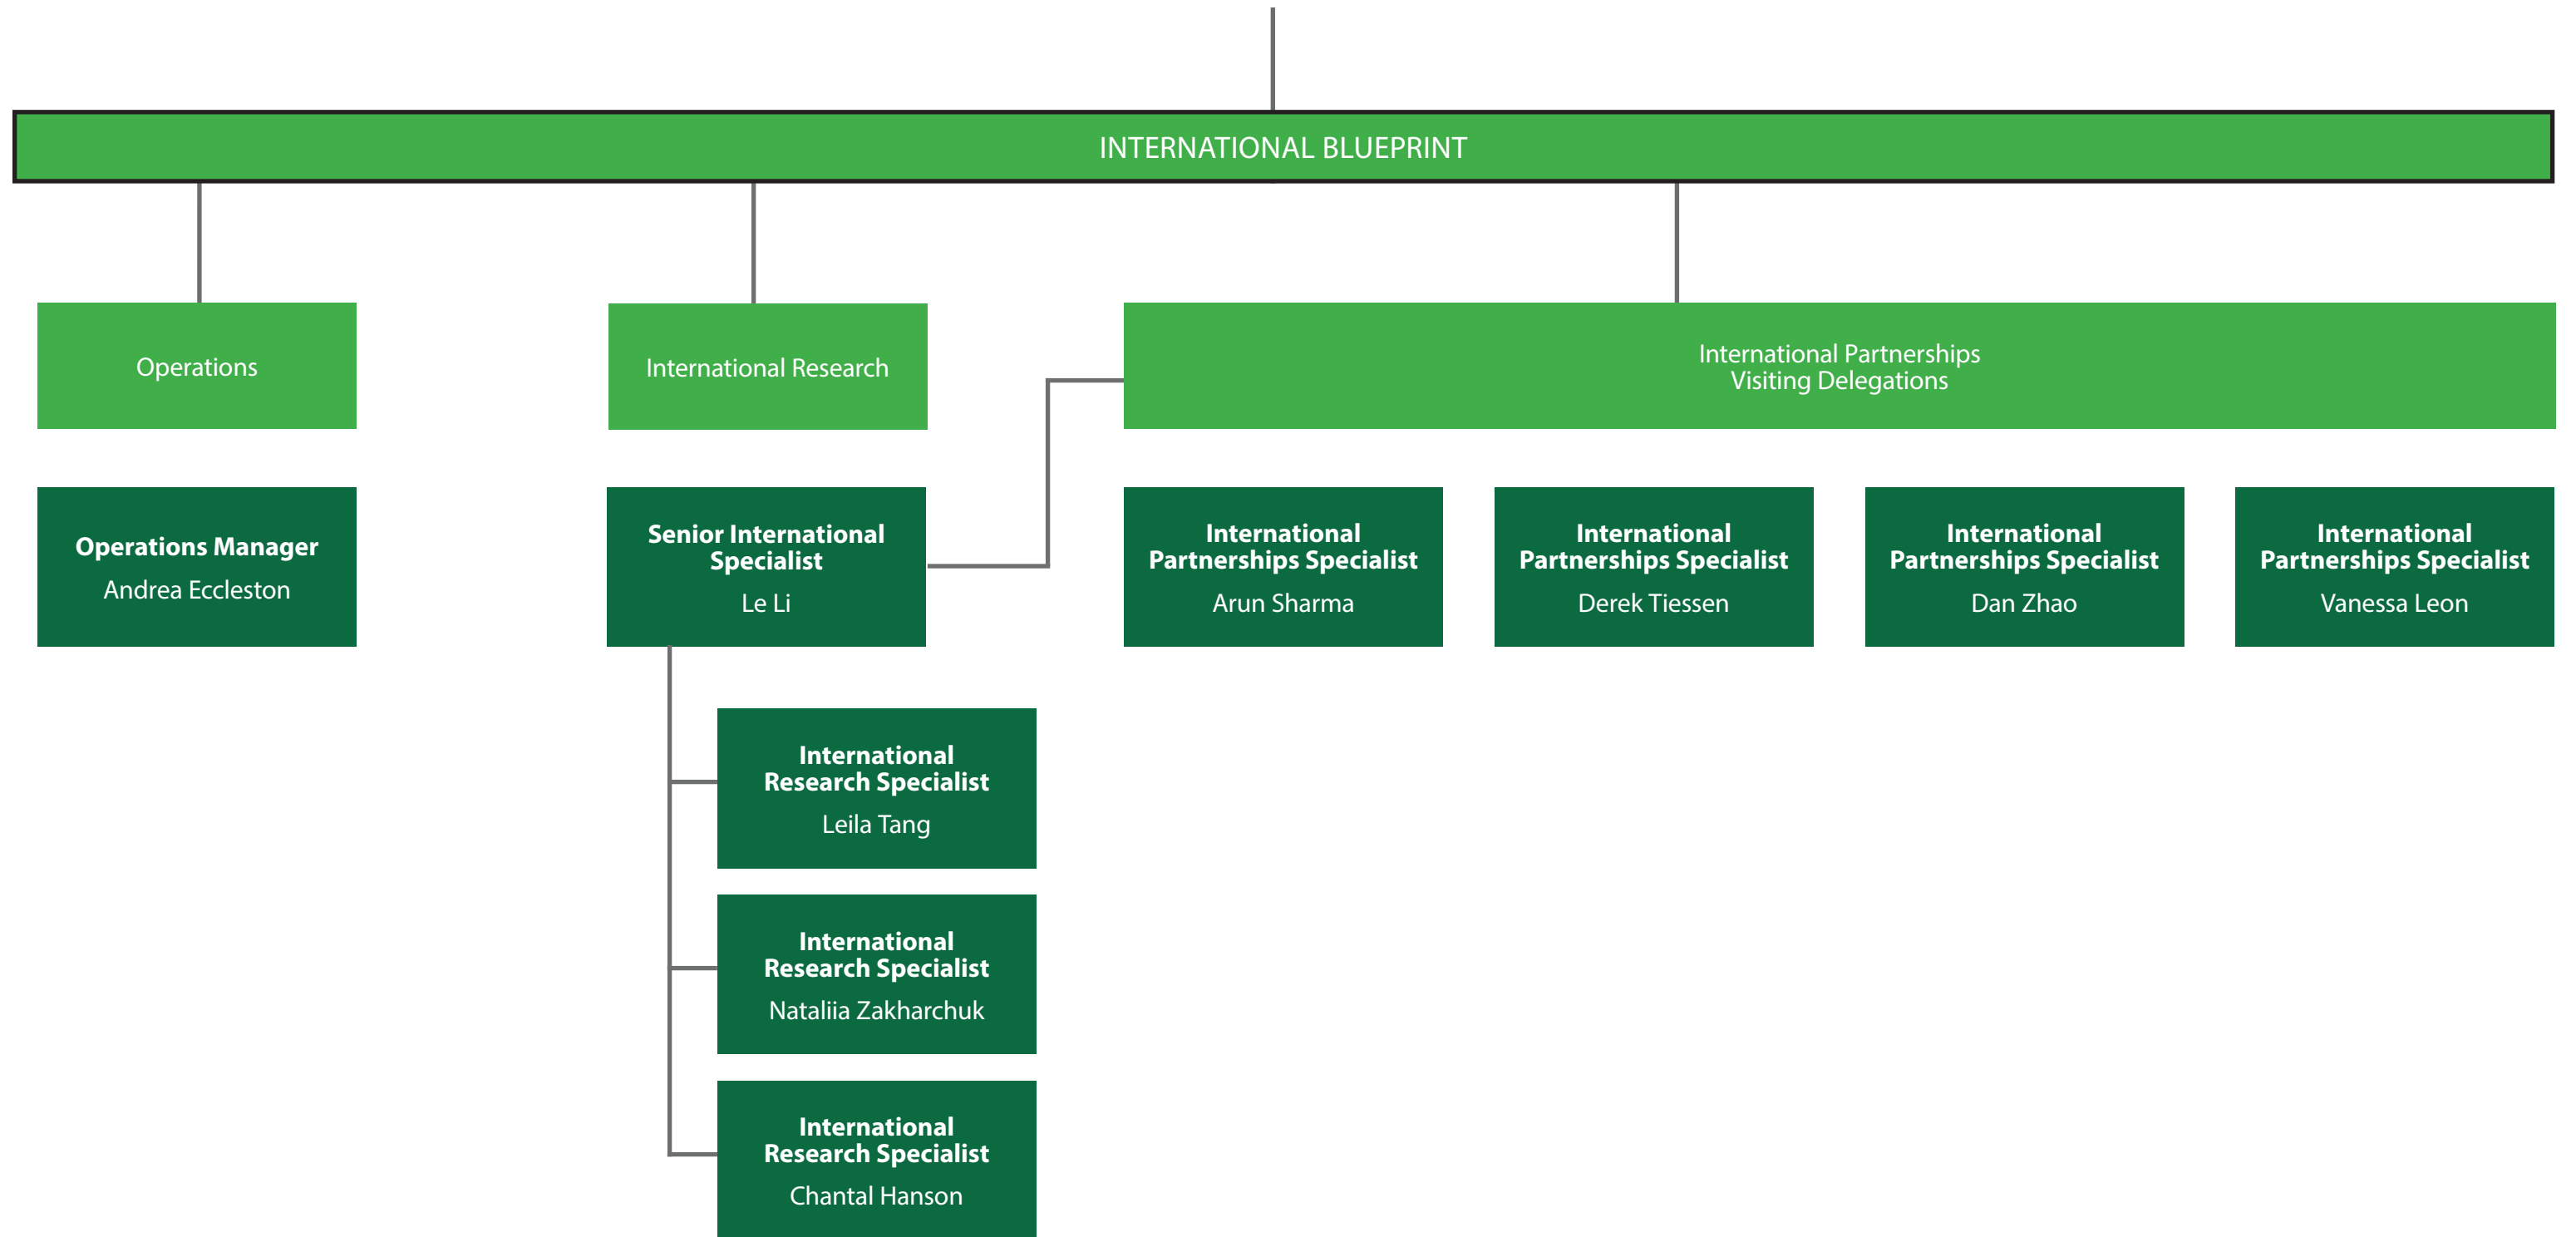 INTERNATIONAL BLUEPRINT
Operations
International Research
International Partnerships
Visiting Delegations
Operations Manager
Andrea Eccleston
Senior International
Specialist
Le Li
International
Partnerships Specialist
Arun Sharma
International
Partnerships Specialist
Derek Tiessen
International
Partnerships Specialist
Dan Zhao
International
Partnerships Specialist
Vanessa Leon
International
Research Specialist
Leila Tang
International
Research Specialist
Nataliia Zakharchuk
International
Research Specialist
Chantal Hanson